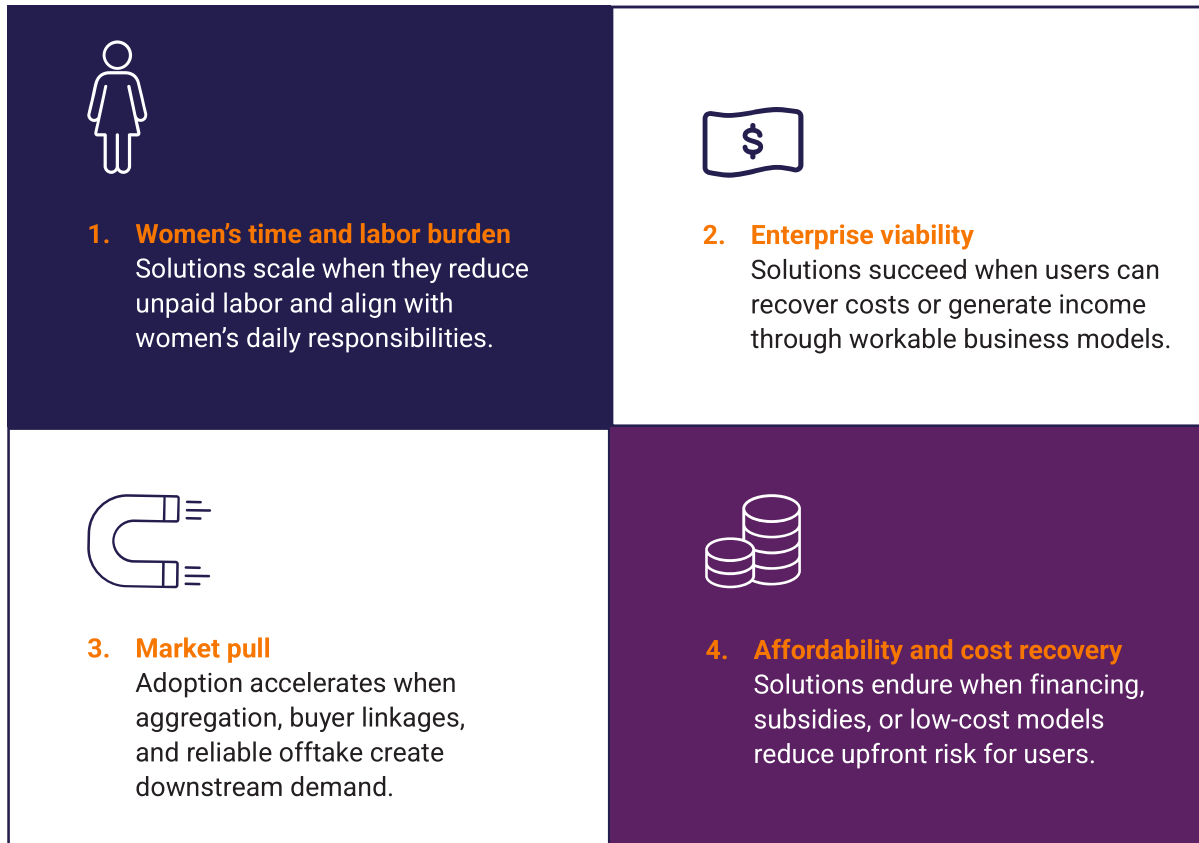 1. Women’s time and labor burden
Solutions scale when they reduce
unpaid labor and align with
women’s daily responsibilities.
$
2. Enterprise viability
Solutions succeed when users can
recover costs or generate income
through workable business models.
3. Market pull
Adoption accelerates when
aggregation, buyer linkages,
and reliable offtake create
downstream demand.
4. Affordability and cost recovery
Solutions endure when financing,
subsidies, or low-cost models
reduce upfront risk for users.